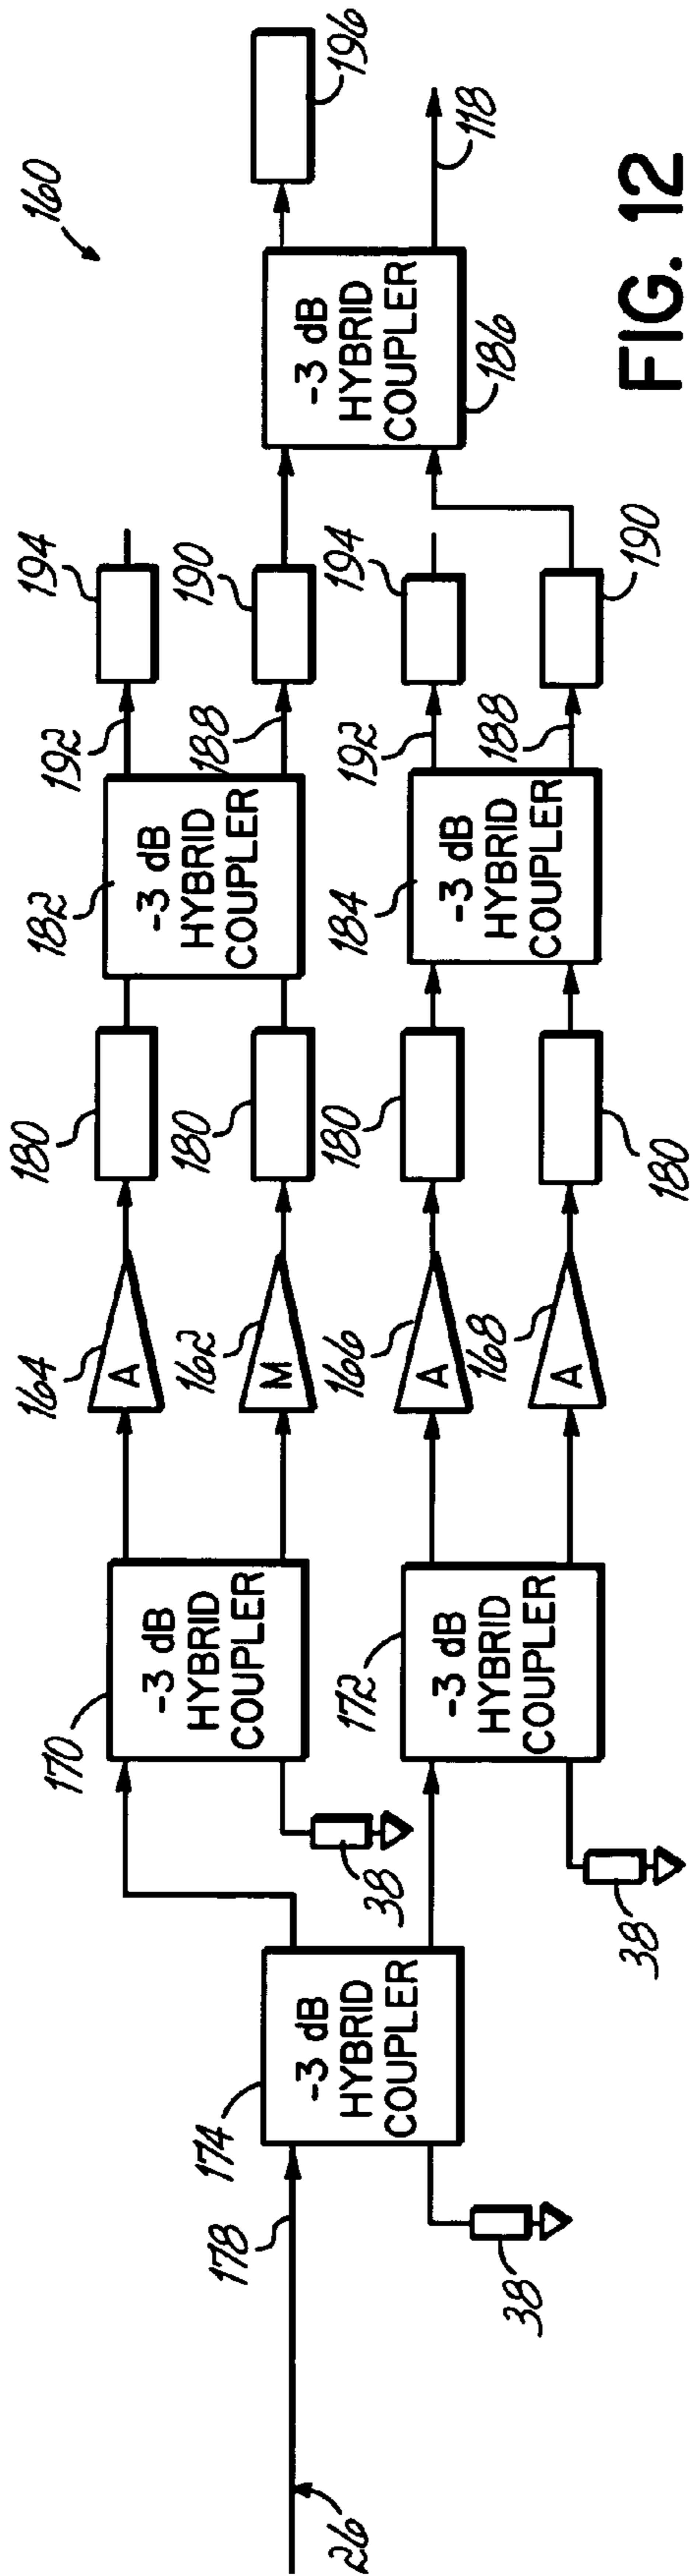 160
164
180
182
192
194
196
A
-3 dB
HYBRID
COUPLER
170
-3 dB
HYBRID
COUPLER
162
180
188
190
M
-3 dB
HYBRID
COUPLER
186
118
26
178
174
-3 dB
HYBRID
COUPLER
38
38
172
-3 dB
HYBRID
COUPLER
166
A
180
184
-3 dB
HYBRID
COUPLER
192
194
168
A
180
188
190
38
FIG. 12